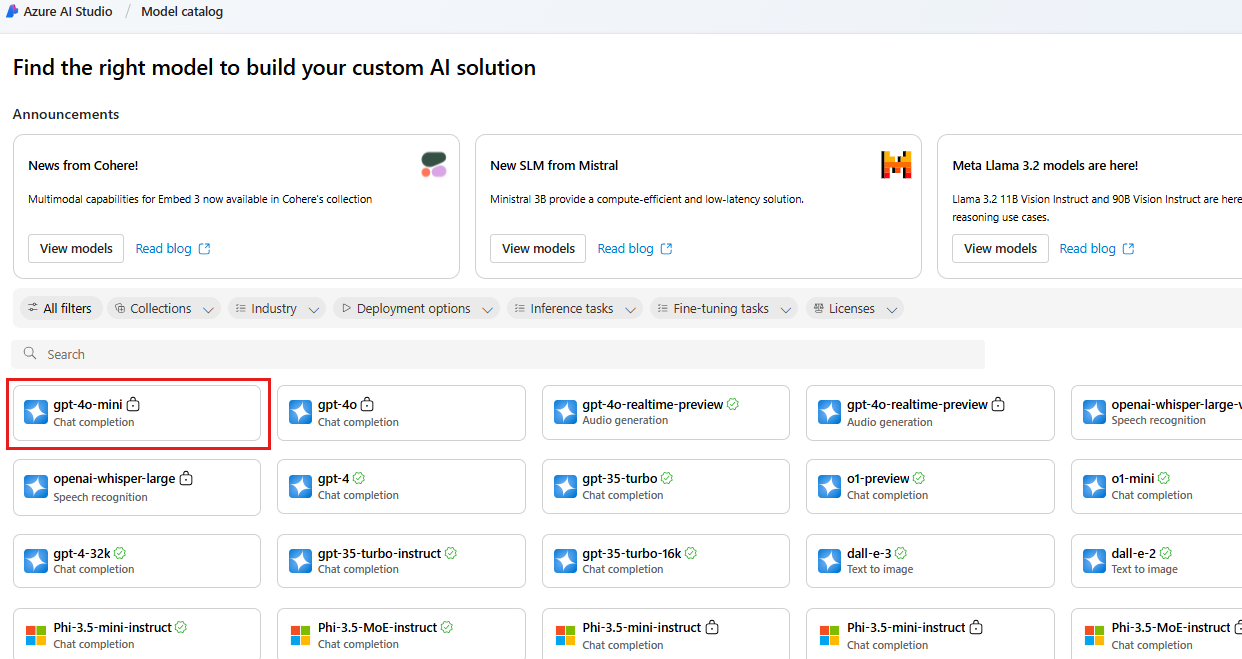 Azure AI Studio / Model catalog
Find the right model to build your custom AI solution
Announcements
News from Cohere!
Multimodal capabilities for Embed 3 now available in Cohere's collection
View models Read blog
New SLM from Mistral
Ministral 3B provide a compute-efficient and low-latency solution.
View models Read blog
Meta Llama 3.2 models are here!
Llama 3.2 11B Vision Instruct and 90B Vision Instruct are here
reasoning use cases.
View models Read blog
All filters Collections Industry Deployment options Inference tasks Fine-tuning tasks Licenses
Search
gpt-4o-mini
Chat completion
gpt-4o
Chat completion
gpt-4o-realtime-preview
Audio generation
gpt-4o-realtime-preview
Audio generation
openai-whisper-large-v
Speech recognition
openai-whisper-large
Speech recognition
gpt-4
Chat completion
gpt-35-turbo
Chat completion
o1-preview
Chat completion
o1-mini
Chat completion
gpt-4-32k
Chat completion
gpt-35-turbo-instruct
Chat completion
gpt-35-turbo-16k
Chat completion
dall-e-3
Text to image
dall-e-2
Text to image
Phi-3.5-mini-instruct
Chat completion
Phi-3.5-MoE-instruct
Chat completion
Phi-3.5-mini-instruct
Chat completion
Phi-3.5-mini-instruct
Chat completion
Phi-3.5-MoE-instruct
Chat completion